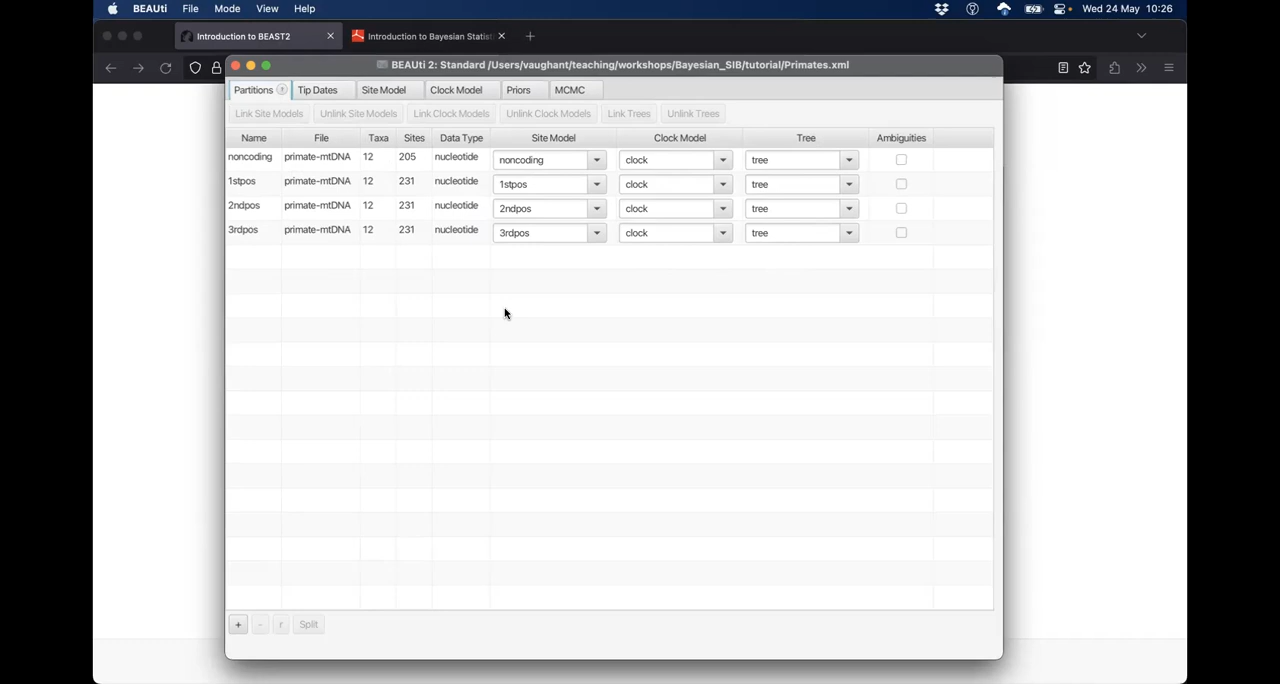 BEAUti File Mode View Help Wed 24 May 10:26
Introduction to BEAST2 Introduction to Bayesian Statist
BEAUti 2: Standard /Users/vaughant/teaching/workshops/Bayesian_SIB/tutorial/Primates.xml
Partitions ? Tip Dates Site Model Clock Model Priors MCMC
Link Site Models Unlink Site Models Link Clock Models Unlink Clock Models Link Trees Unlink Trees
Name File Taxa Sites Data Type Site Model Clock Model Tree Ambiguities
noncoding primate-mtDNA 12 205 nucleotide noncoding clock tree
1stpos primate-mtDNA 12 231 nucleotide 1stpos clock tree
2ndpos primate-mtDNA 12 231 nucleotide 2ndpos clock tree
3rdpos primate-mtDNA 12 231 nucleotide 3rdpos clock tree
+ - r Split